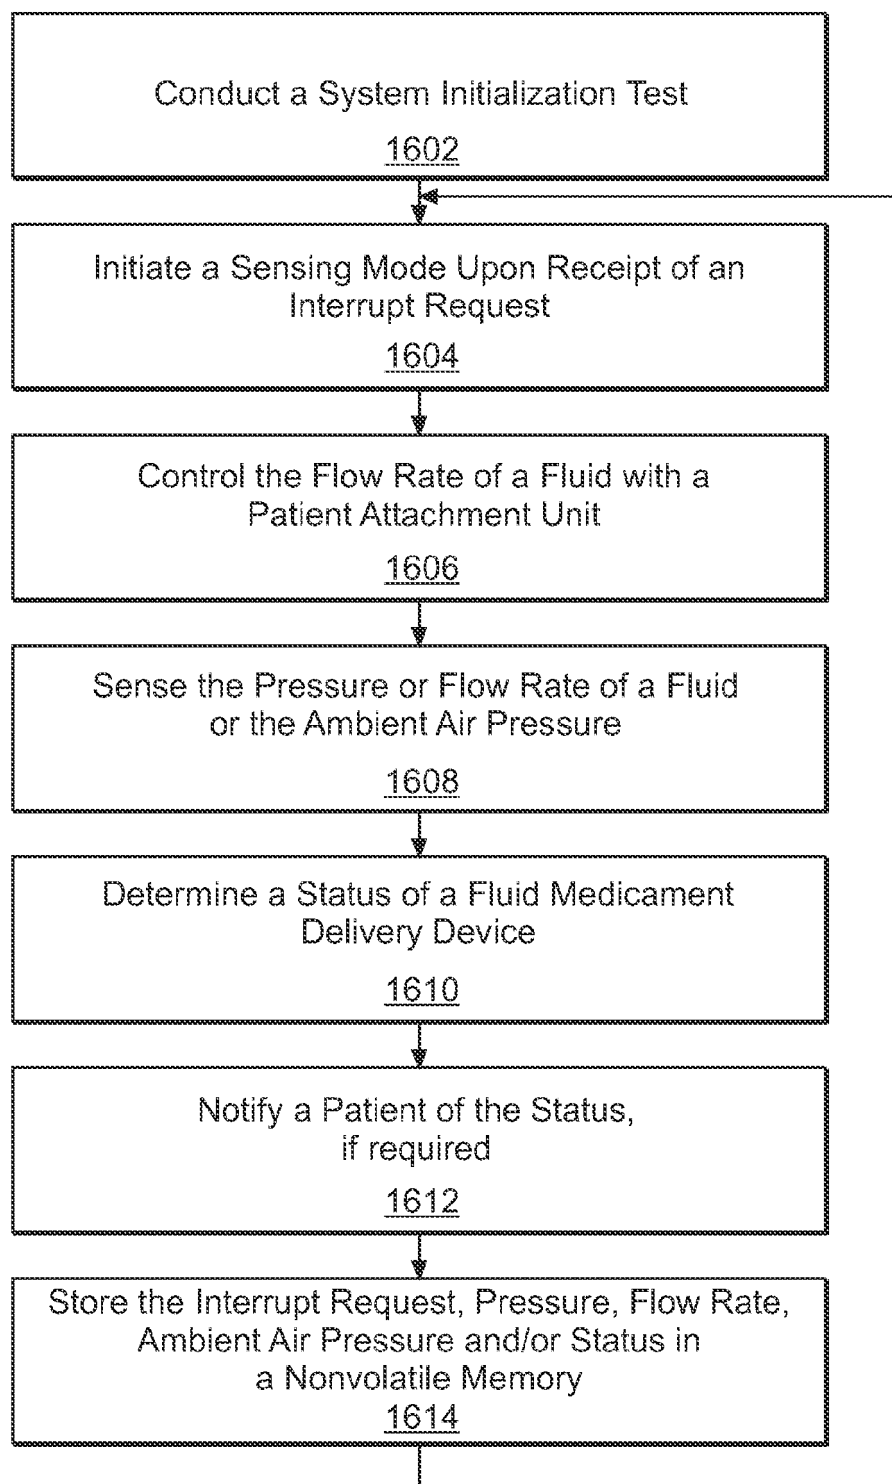 Conduct a System Initialization Test
1602
Initiate a Sensing Mode Upon Receipt of an
Interrupt Request
1604
Control the Flow Rate of a Fluid with a
Patient Attachment Unit
1606
Sense the Pressure or Flow Rate of a Fluid
or the Ambient Air Pressure
1608
Determine a Status of a Fluid Medicament
Delivery Device
1610
Notify a Patient of the Status,
if required
1612
Store the Interrupt Request, Pressure, Flow Rate,
Ambient Air Pressure and/or Status in
a Nonvolatile Memory
1614